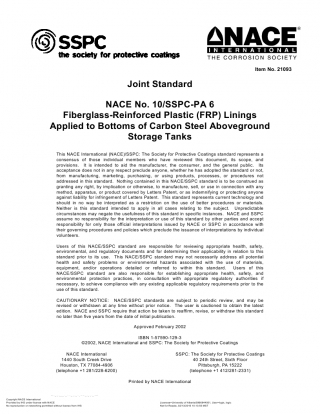 SSPC
the society for protective coatings
NACE
INTERNATIONAL
THE CORROSION SOCIETY
Item No. 21093
Joint Standard
NACE No. 10/SSPC-PA 6
Fiberglass-Reinforced Plastic (FRP) Linings
Applied to Bottoms of Carbon Steel Aboveground
Storage Tanks
This NACE International (NACE)/SSPC: The Society for Protective Coatings standard represents a
consensus of those individual members who have reviewed this document, its scope, and
provisions. It is intended to aid the manufacturer, the consumer, and the general public. Its
acceptance does not in any respect preclude anyone, whether he has adopted the standard or not,
from manufacturing, marketing, purchasing, or using products, processes, or procedures not
addressed in this standard. Nothing contained in this NACE/SSPC standard is to be construed as
granting any right, by implication or otherwise, to manufacture, sell, or use in connection with any
method, apparatus, or product covered by Letters Patent, or as indemnifying or protecting anyone
against liability for infringement of Letters Patent. This standard represents current technology and
should in no way be interpreted as a restriction on the use of better procedures or materials.
Neither is this standard intended to apply in all cases relating to the subject. Unpredictable
circumstances may negate the usefulness of this standard in specific instances. NACE and SSPC
assume no responsibility for the interpretation or use of this standard by other parties and accept
responsibility for only those official interpretations issued by NACE or SSPC in accordance with
their governing procedures and policies which preclude the issuance of interpretations by individual
volunteers.
Users of this NACE/SSPC standard are responsible for reviewing appropriate health, safety,
environmental, and regulatory documents and for determining their applicability in relation to this
standard prior to its use. This NACE/SSPC standard may not necessarily address all potential
health and safety problems or environmental hazards associated with the use of materials,
equipment, and/or operations detailed or referred to within this standard. Users of this
NACE/SSPC standard are also responsible for establishing appropriate health, safety, and
environmental protection practices, in consultation with appropriate regulatory authorities if
necessary, to achieve compliance with any existing applicable regulatory requirements prior to the
use of this standard.
CAUTIONARY NOTICE: NACE/SSPC standards are subject to periodic review, and may be
revised or withdrawn at any time without prior notice. The user is cautioned to obtain the latest
edition. NACE and SSPC require that action be taken to reaffirm, revise, or withdraw this standard
no later than five years from the date of initial publication.
Approved February 2002
ISBN 1-57590-129-3
©2002, NACE International and SSPC: The Society for Protective Coatings
NACE International
1440 South Creek Drive
Houston, TX 77084-4906
(telephone +1 281/228-6200)
SSPC: The Society for Protective Coatings
40 24th Street, Sixth Floor
Pittsburgh, PA 15222
(telephone +1 412/281-2331)
Printed by NACE International